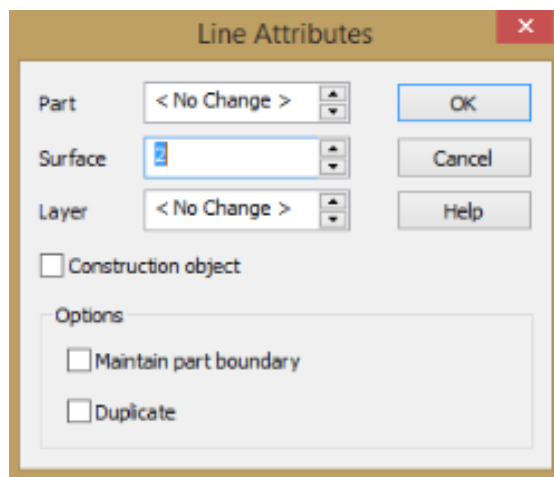 Line Attributes
Part < No Change > OK
Surface 2 Cancel
Layer < No Change > Help
Construction object
Options
Maintain part boundary
Duplicate